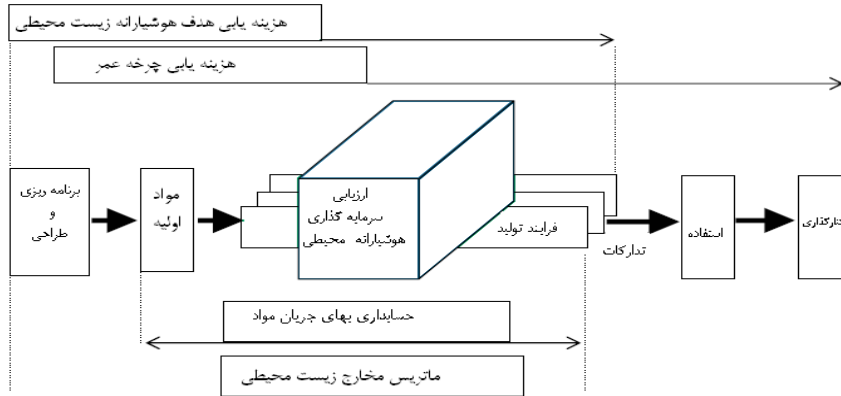 هزینه یابی هدف هوشیارانه زیست محیطی
هزینه یابی چرخه عمر
برنامه ریزی
و
طراحی
مواد
اولیه
ارزیابی
سرمایه گذاری
هوشیارانه محیطی
فرایند تولید
تدارکات
استفاده
کنارگذاری
حسابداری بهای جریان مواد
ماتریس مخارج زیست محیطی